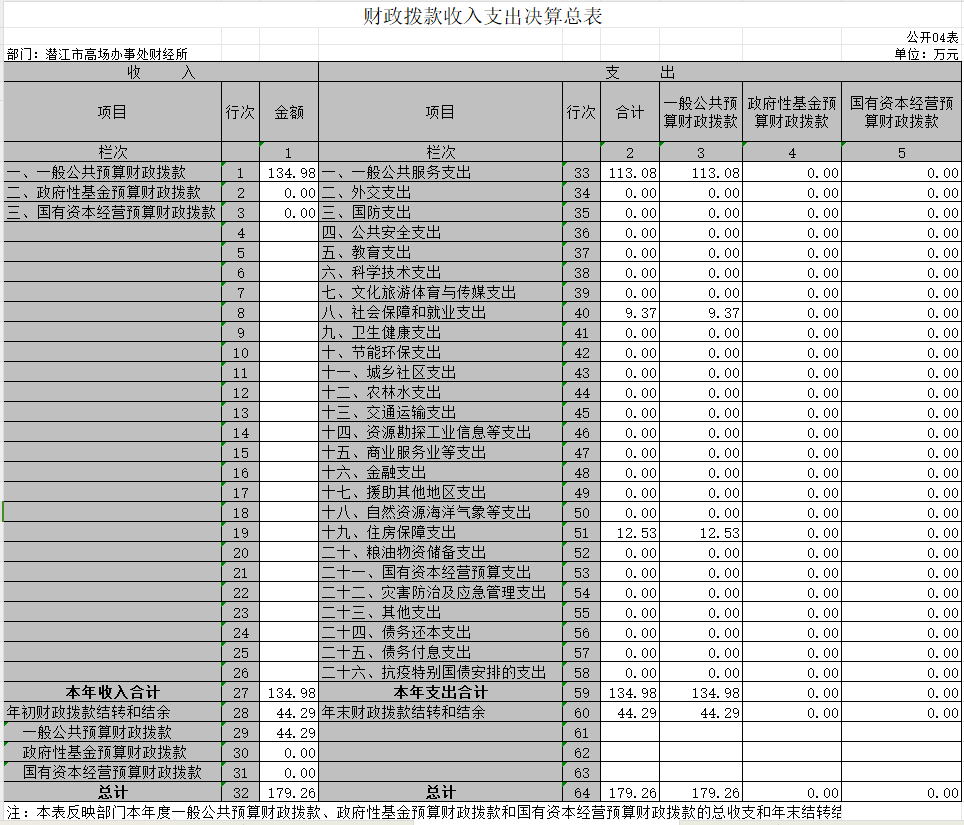 财政拨款收入支出决算总表
公开04表
部门：潜江市高场办事处财经所 单位：万元
收 入 支 出
项目 行次 金额 项目 行次 合计 一般公共预算财政拨款 政府性基金预算财政拨款 国有资本经营预算财政拨款
栏次 1 栏次 2 3 4 5
一、一般公共预算财政拨款 1 134.98 一、一般公共服务支出 33 113.08 113.08 0.00 0.00
二、政府性基金预算财政拨款 2 0.00 二、外交支出 34 0.00 0.00 0.00 0.00
三、国有资本经营预算财政拨款 3 0.00 三、国防支出 35 0.00 0.00 0.00 0.00
4 四、公共安全支出 36 0.00 0.00 0.00 0.00
5 五、教育支出 37 0.00 0.00 0.00 0.00
6 六、科学技术支出 38 0.00 0.00 0.00 0.00
7 七、文化旅游体育与传媒支出 39 0.00 0.00 0.00 0.00
8 八、社会保障和就业支出 40 9.37 9.37 0.00 0.00
9 九、卫生健康支出 41 0.00 0.00 0.00 0.00
10 十、节能环保支出 42 0.00 0.00 0.00 0.00
11 十一、城乡社区支出 43 0.00 0.00 0.00 0.00
12 十二、农林水支出 44 0.00 0.00 0.00 0.00
13 十三、交通运输支出 45 0.00 0.00 0.00 0.00
14 十四、资源勘探工业信息等支出 46 0.00 0.00 0.00 0.00
15 十五、商业服务业等支出 47 0.00 0.00 0.00 0.00
16 十六、金融支出 48 0.00 0.00 0.00 0.00
17 十七、援助其他地区支出 49 0.00 0.00 0.00 0.00
18 十八、自然资源海洋气象等支出 50 0.00 0.00 0.00 0.00
19 十九、住房保障支出 51 12.53 12.53 0.00 0.00
20 二十、粮油物资储备支出 52 0.00 0.00 0.00 0.00
21 二十一、国有资本经营预算支出 53 0.00 0.00 0.00 0.00
22 二十二、灾害防治及应急管理支出 54 0.00 0.00 0.00 0.00
23 二十三、其他支出 55 0.00 0.00 0.00 0.00
24 二十四、债务还本支出 56 0.00 0.00 0.00 0.00
25 二十五、债务付息支出 57 0.00 0.00 0.00 0.00
26 二十六、抗疫特别国债安排的支出 58 0.00 0.00 0.00 0.00
本年收入合计 27 134.98 本年支出合计 59 134.98 134.98 0.00 0.00
年初财政拨款结转和结余 28 44.29 年末财政拨款结转和结余 60 44.29 44.29 0.00 0.00
一般公共预算财政拨款 29 44.29 61
政府性基金预算财政拨款 30 0.00 62
国有资本经营预算财政拨款 31 0.00 63
总计 32 179.26 总计 64 179.26 179.26 0.00 0.00
注：本表反映部门本年度一般公共预算财政拨款、政府性基金预算财政拨款和国有资本经营预算财政拨款的总收支和年末结转结